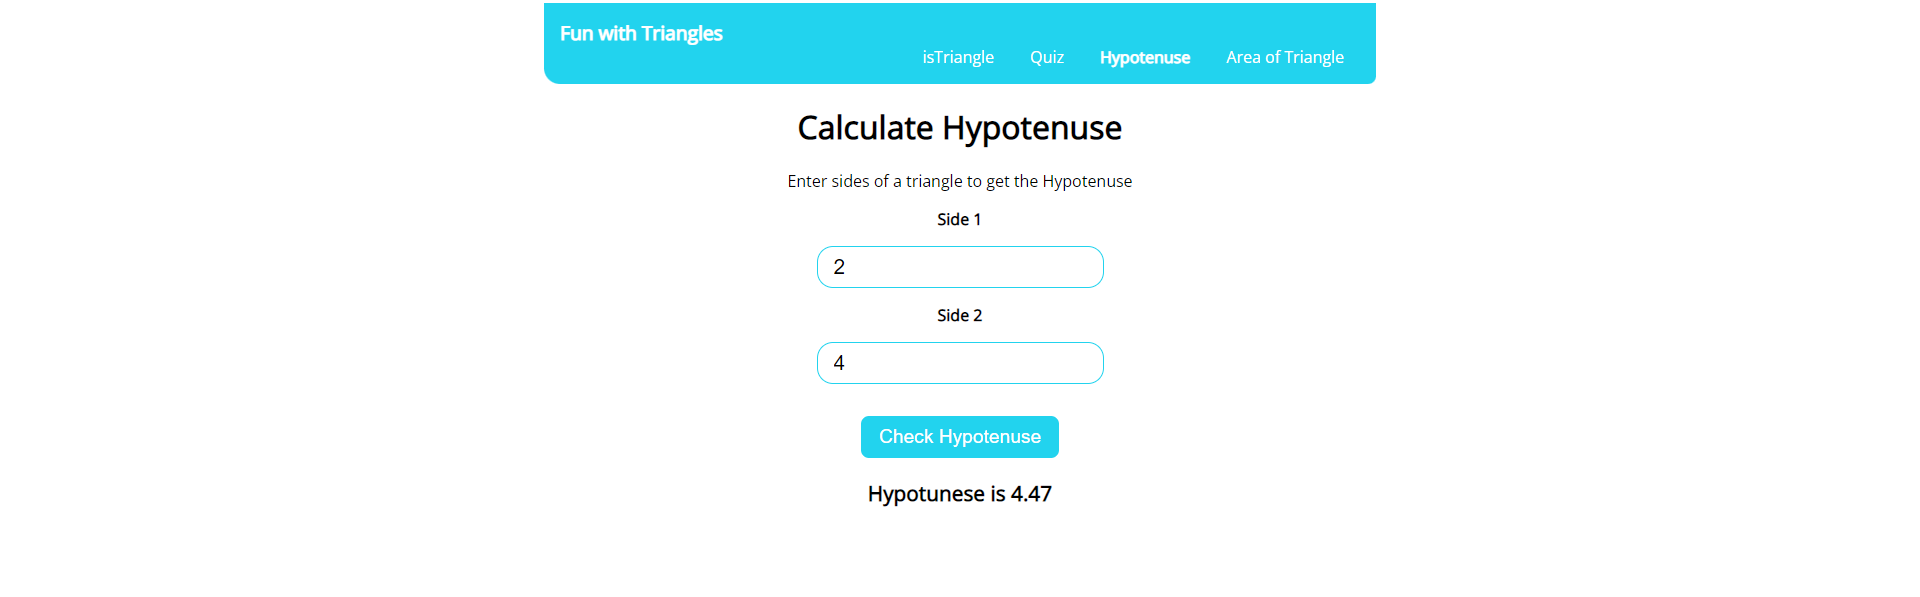 Fun with Triangles
isTriangle Quiz Hypotenuse Area of Triangle
Calculate Hypotenuse
Enter sides of a triangle to get the Hypotenuse
Side 1
2
Side 2
4
Check Hypotenuse
Hypotunese is 4.47